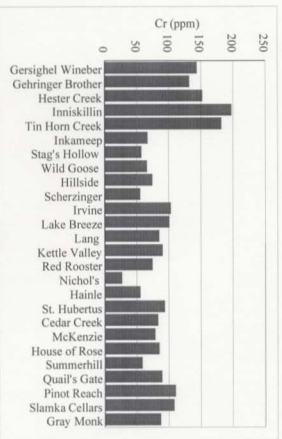 Cr (ppm)
0
50
100
150
200
250
Gersighel Wineber
Gehringer Brother
Hester Creek
Inniskillin
Tin Horn Creek
Inkameep
Stag's Hollow
Wild Goose
Hillside
Scherzinger
Irvine
Lake Breeze
Lang
Kettle Valley
Red Rooster
Nichol's
Hainle
St. Hubertus
Cedar Creek
McKenzie
House of Rose
Summerhill
Quail's Gate
Pinot Reach
Slamka Cellars
Gray Monk